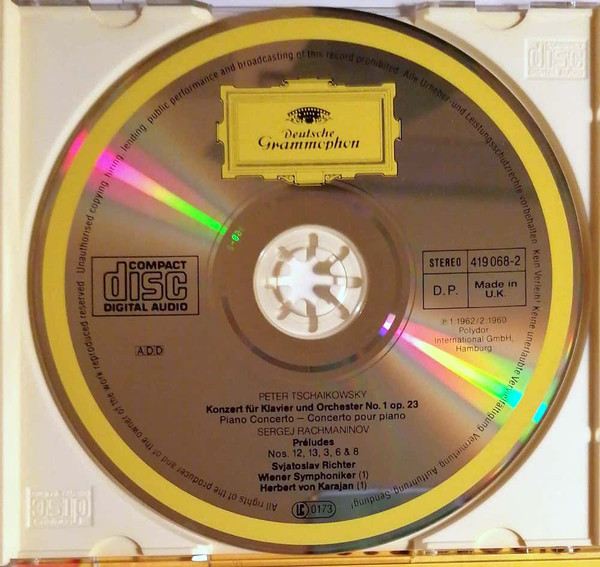 Unauthorised copying, hiring, lending, public performance and broadcasting of this record prohibited. Alle Urheber- und Leistungsschutzrechte vorbehalten. Kein Verleih! Keine unerlaubte Vervielfältigung, Vermietung, Aufführung, Sendung!
All rights of the producer and of the owner of the work reproduced reserved
disc
Deutsche
Grammophon
COMPACT
disc
DIGITAL AUDIO
STEREO 419 068-2
D.P. Made in U.K
ADD
℗ 1 1962/2 1960
Polydor
International GmbH,
Hamburg
PETER TSCHAIKOWSKY
Konzert für Klavier und Orchester No. 1 op. 23
Piano Concerto – Concerto pour piano
SERGEJ RACHMANINOV
Préludes
Nos. 12, 13, 3, 6 & 8
Svjatoslav Richter
Wiener Symphoniker (1)
Herbert von Karajan (1)
LC 0173
disc